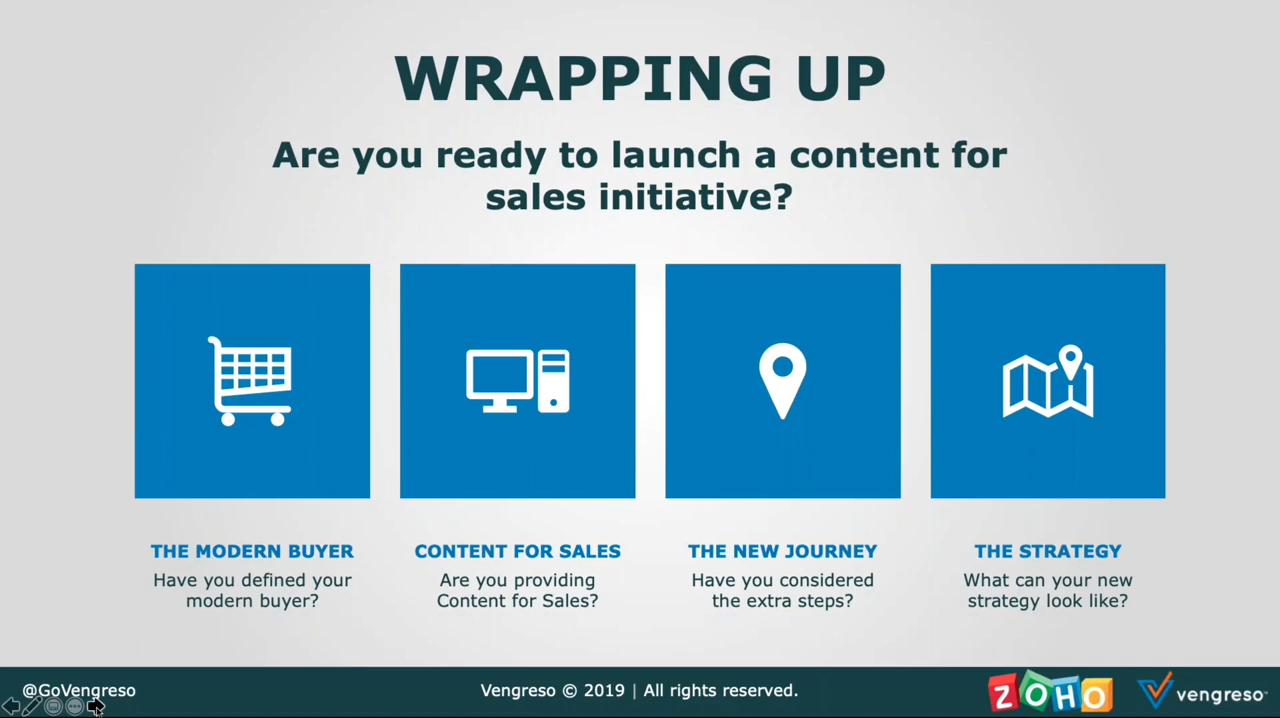 WRAPPING UP
Are you ready to launch a content for
sales initiative?
THE MODERN BUYER
Have you defined your
modern buyer?
CONTENT FOR SALES
Are you providing
Content for Sales?
THE NEW JOURNEY
Have you considered
the extra steps?
THE STRATEGY
What can your new
strategy look like?
@GoVengreso
Vengreso © 2019 | All rights reserved.
ZOHO
vengreso